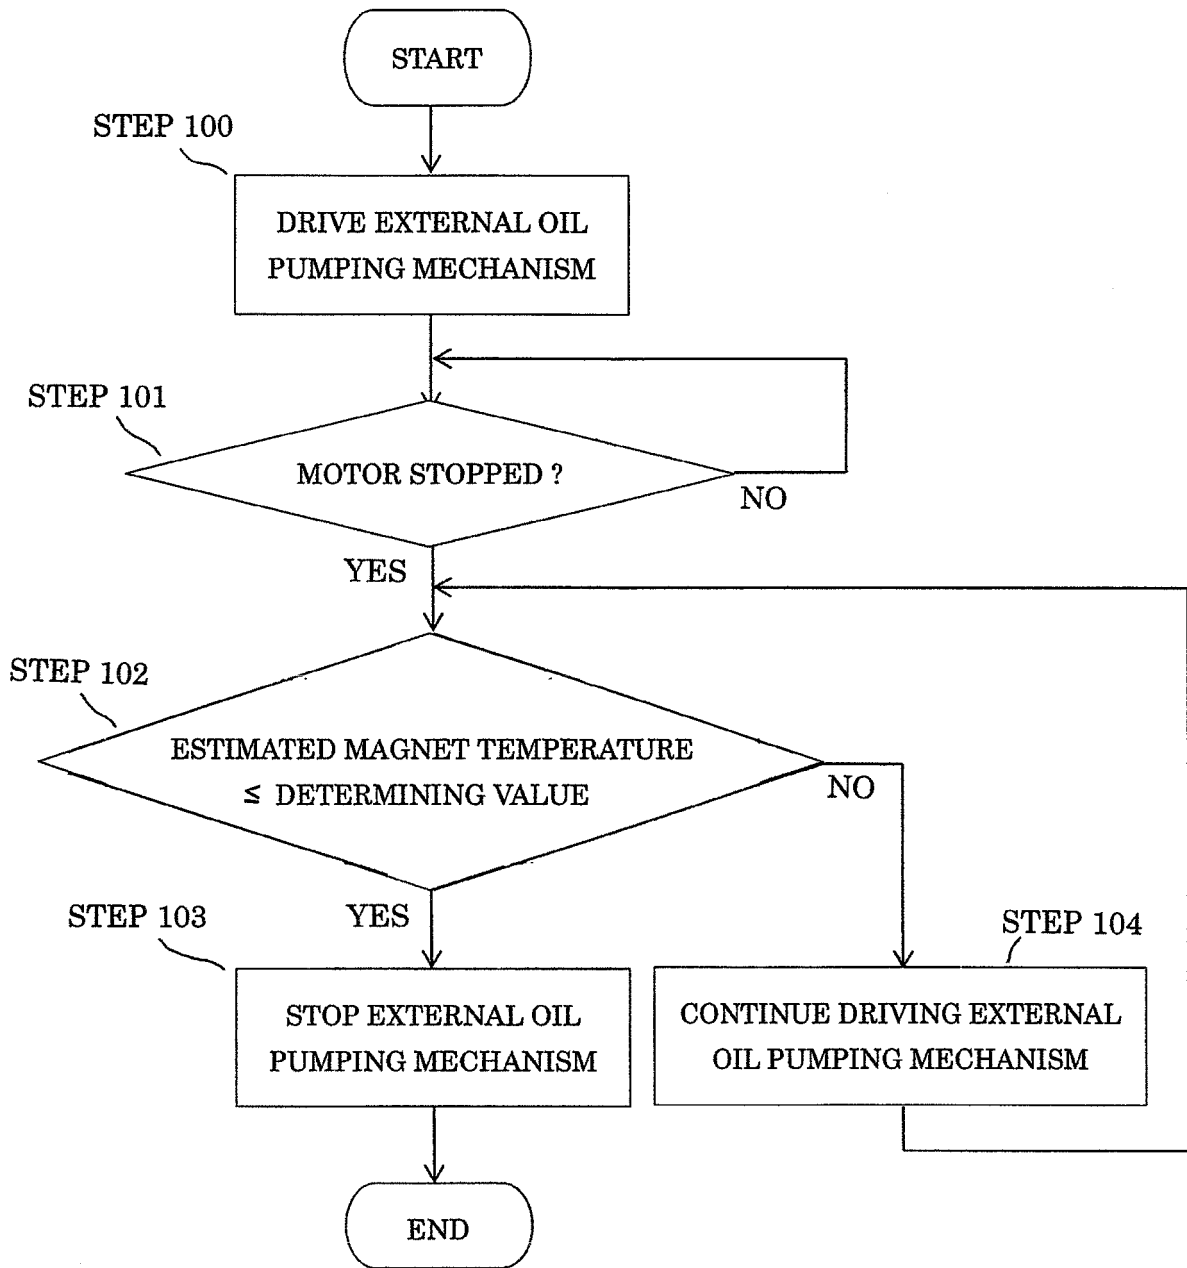 START
STEP 100
DRIVE EXTERNAL OIL
PUMPING MECHANISM
STEP 101
MOTOR STOPPED ?
NO
YES
STEP 102
ESTIMATED MAGNET TEMPERATURE
≤ DETERMINING VALUE
NO
YES
STEP 103
STEP 104
STOP EXTERNAL OIL
PUMPING MECHANISM
CONTINUE DRIVING EXTERNAL
OIL PUMPING MECHANISM
END